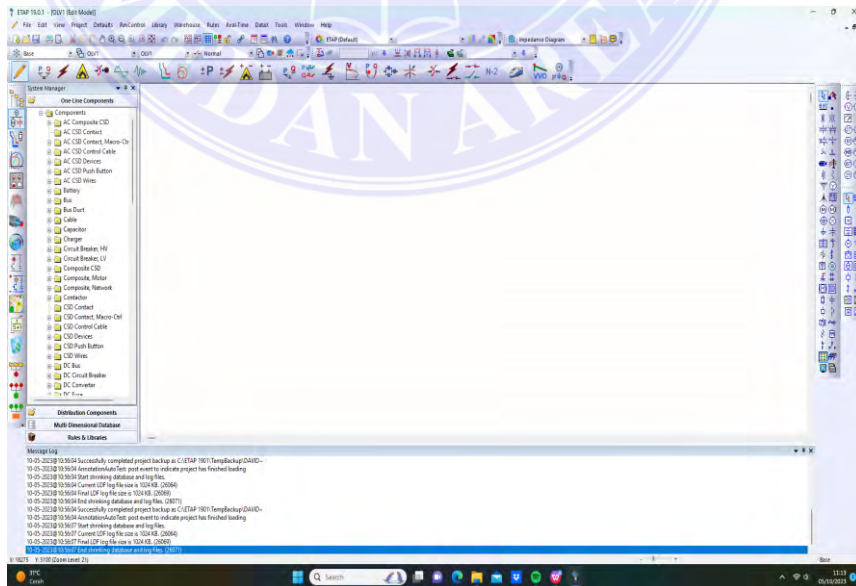 ETAP 19.0.1 - [OLV1 (Edit Mode)]
File Edit View Project Defaults RevControl Library Warehouse Rules Real-Time DataX Tools Window Help
ETAP (Default)
Impedance Diagram
Base
OLV1
OLV1
Normal
N-2
System Manager
One Line Components
Components
AC Composite CSD
AC CSD Contact
AC CSD Contact, Macro-Ctr
AC CSD Control Cable
AC CSD Devices
AC CSD Push Button
AC CSD Wires
Battery
Bus
Bus Duct
Cable
Capacitor
Charger
Circuit Breaker, HV
Circuit Breaker, LV
Composite CSD
Composite, Motor
Composite, Network
Contactor
CSD Contact
CSD Contact, Macro-Ctrl
CSD Control Cable
CSD Devices
CSD Push Button
CSD Wires
DC Bus
DC Circuit Breaker
DC Converter
DC Fuse
Distribution Components
Multi Dimensional Database
Rules & Libraries
DAN ARE
Message Log
10-05-2023@10:56:04 Successfully completed project backup as C:\ETAP 1901\TempBackup\DAVID~
10-05-2023@10:56:04 AnnotationAutoText: post event to indicate project has finished loading
10-05-2023@10:56:04 Start shrinking database and log files.
10-05-2023@10:56:04 Current LDF log file size is 1024 KB. (26064)
10-05-2023@10:56:04 Final LDF log file size is 1024 KB. (26069)
10-05-2023@10:56:04 End shrinking database and log files. (26071)
10-05-2023@10:56:04 Successfully completed project backup as C:\ETAP 1901\TempBackup\DAVID~
10-05-2023@10:56:04 AnnotationAutoText: post event to indicate project has finished loading
10-05-2023@10:56:07 Start shrinking database and log files.
10-05-2023@10:56:07 Current LDF log file size is 1024 KB. (26064)
10-05-2023@10:56:07 Final LDF log file size is 1024 KB. (26069)
10-05-2023@10:56:07 End shrinking database and log files. (26071)
Base
31°C
Cerah
Search
11:13
05/10/2023